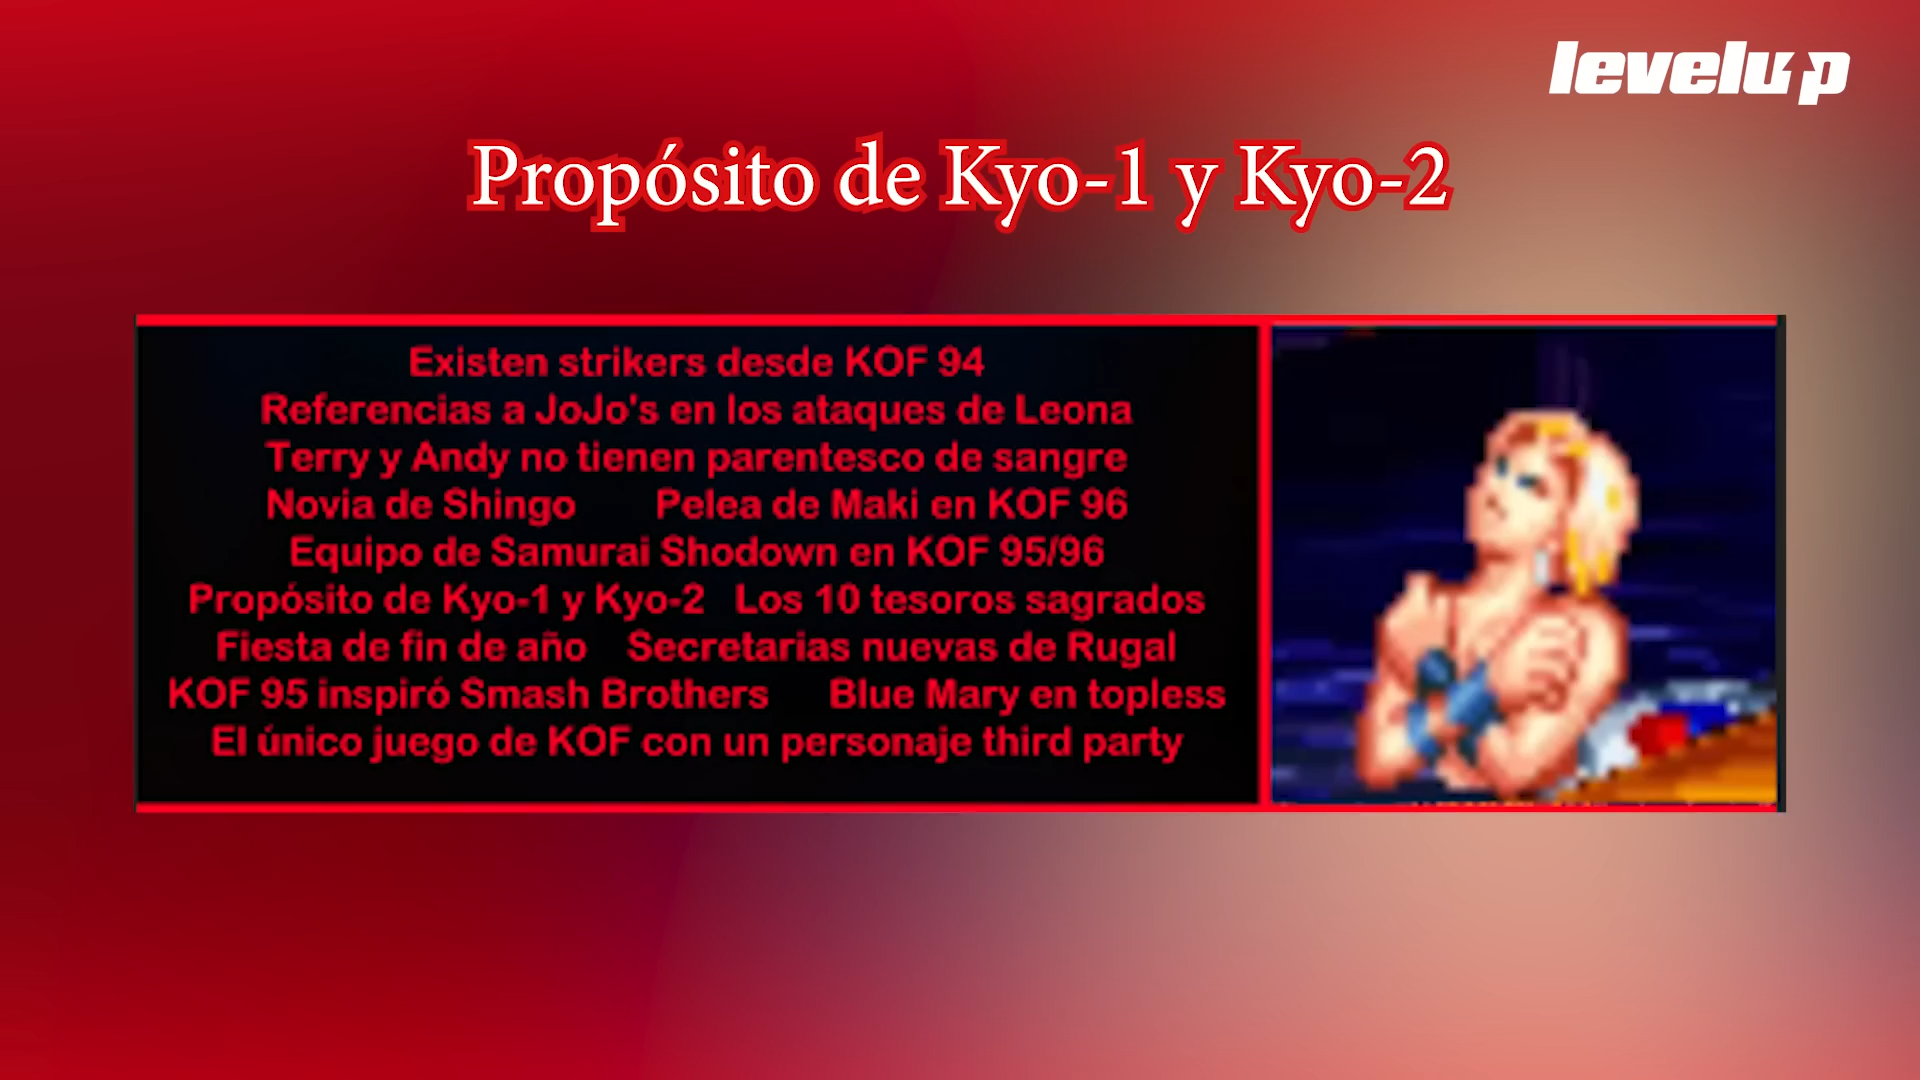 levelup
Propósito de Kyo-1 y Kyo-2
Existen strikers desde KOF 94
Referencias a JoJo's en los ataques de Leona
Terry y Andy no tienen parentesco de sangre
Novia de Shingo Pelea de Maki en KOF 96
Equipo de Samurai Shodown en KOF 95/96
Propósito de Kyo-1 y Kyo-2 Los 10 tesoros sagrados
Fiesta de fin de año Secretarias nuevas de Rugal
KOF 95 inspiró Smash Brothers Blue Mary en topless
El único juego de KOF con un personaje third party